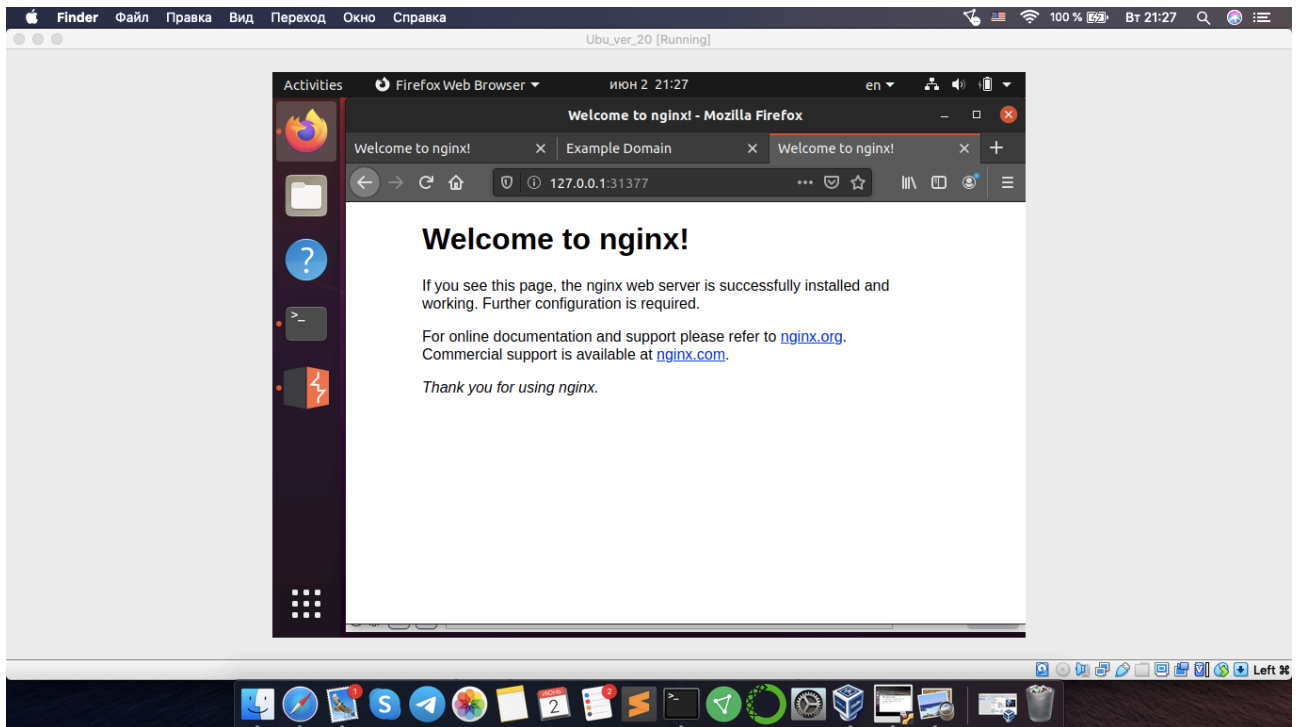 Finder Файл Правка Вид Переход Окно Справка 100 % Вт 21:27
Ubu_ver_20 [Running]
Activities Firefox Web Browser июн 2 21:27 en
Welcome to nginx! - Mozilla Firefox
Welcome to nginx! Example Domain Welcome to nginx!
127.0.0.1:31377
Welcome to nginx!
If you see this page, the nginx web server is successfully installed and
working. Further configuration is required.
For online documentation and support please refer to nginx.org.
Commercial support is available at nginx.com.
Thank you for using nginx.
Left ⌘
1 ИЮНЬ 2 2